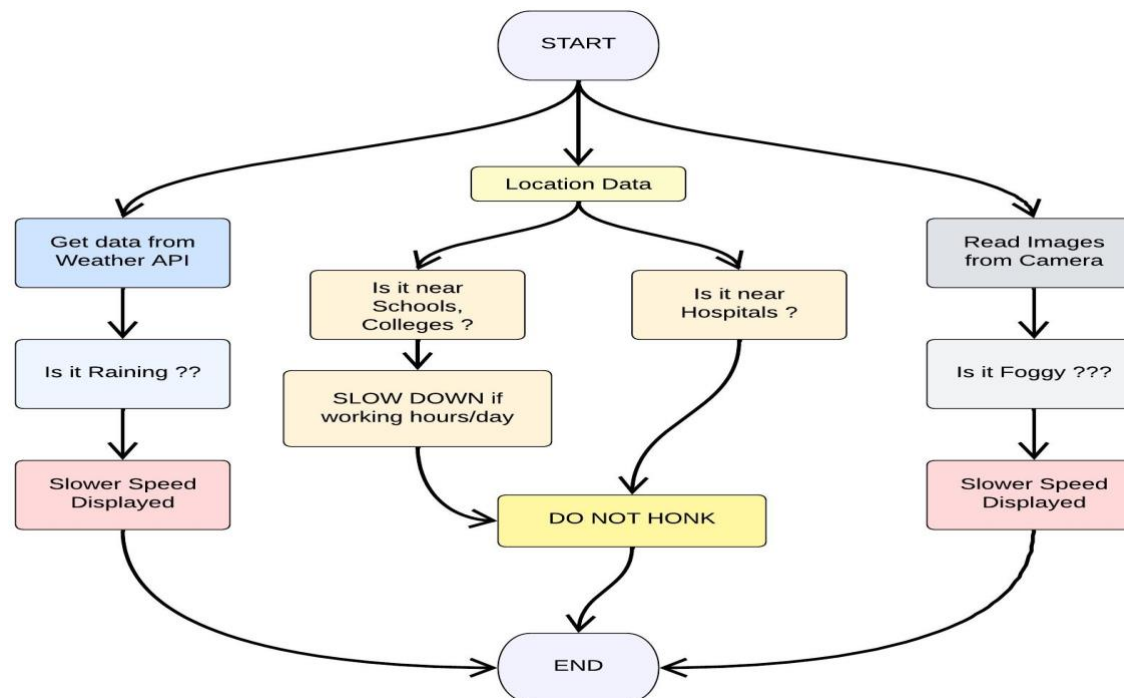 START
Location Data
Get data from
Weather API
Read Images
from Camera
Is it near
Schools,
Colleges ?
Is it near
Hospitals ?
Is it Raining ??
Is it Foggy ???
SLOW DOWN if
working hours/day
Slower Speed
Displayed
DO NOT HONK
Slower Speed
Displayed
END